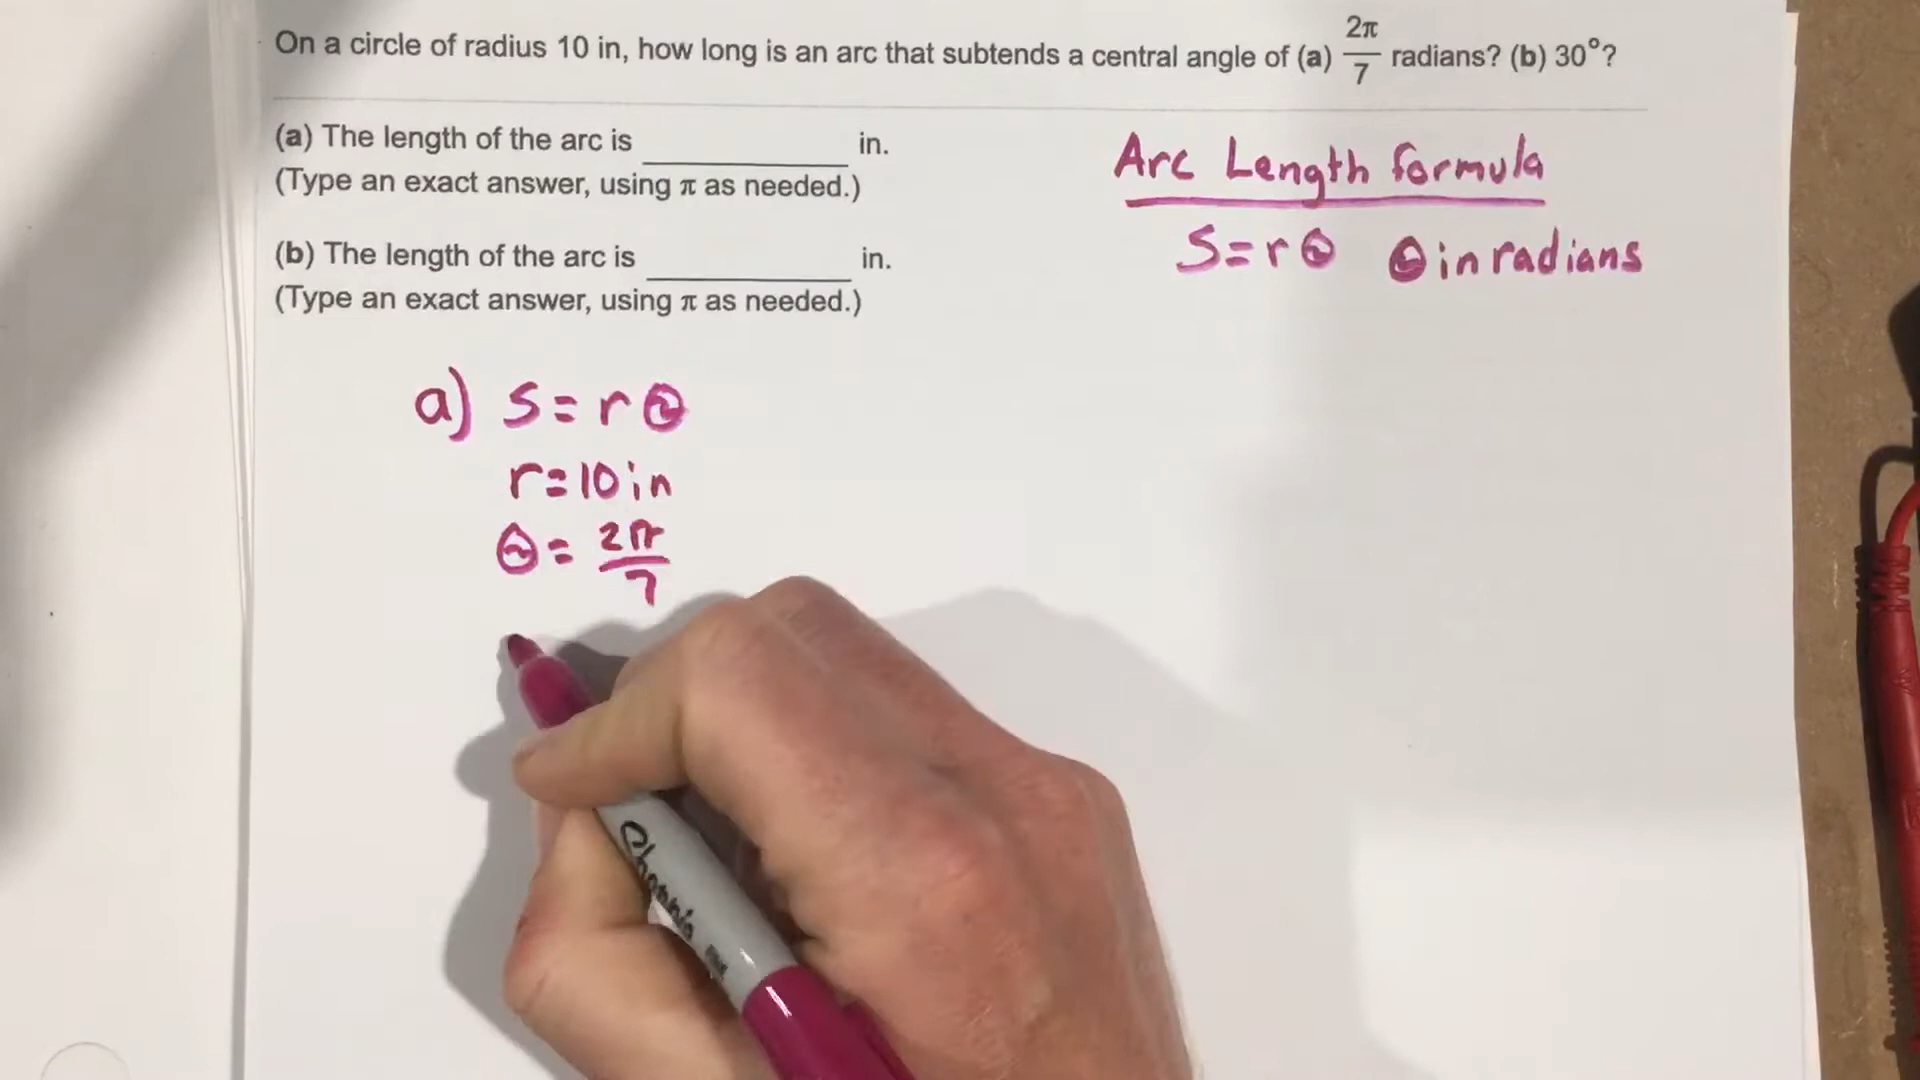 On a circle of radius 10 in, how long is an arc that subtends a central angle of (a) 2π/7 radians? (b) 30°?
(a) The length of the arc is __________ in.
(Type an exact answer, using π as needed.)
(b) The length of the arc is __________ in.
(Type an exact answer, using π as needed.)
Arc Length formula
S=rθ θ in radians
a) s=rθ
r=10in
θ=2π/7
Sharpie